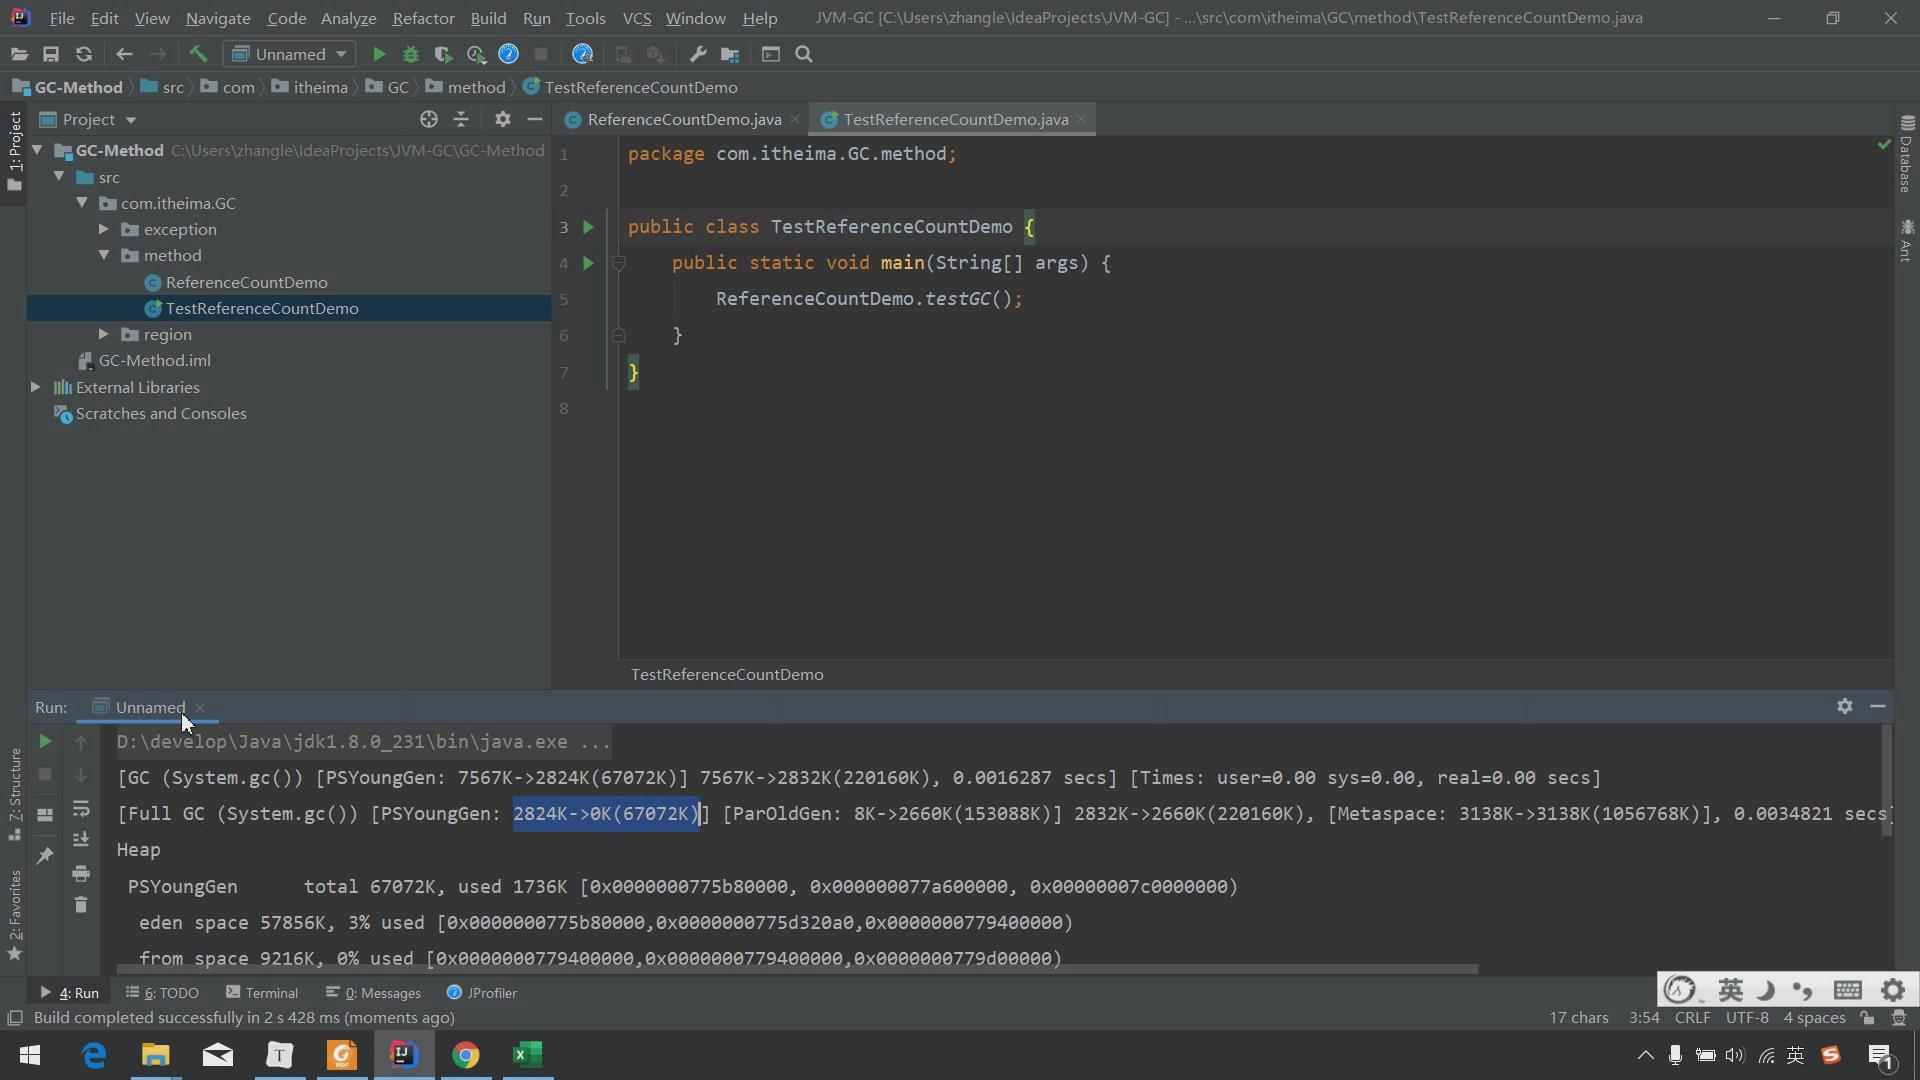 File Edit View Navigate Code Analyze Refactor Build Run Tools VCS Window Help JVM-GC [C:\Users\zhangle\IdeaProjects\JVM-GC] - ...\src\com\itheima\GC\method\TestReferenceCountDemo.java
Unnamed
GC-Method src com itheima GC method TestReferenceCountDemo
1: Project
Project
ReferenceCountDemo.java
TestReferenceCountDemo.java
Database
Ant
GC-Method C:\Users\zhangle\IdeaProjects\JVM-GC\GC-Method
src
com.itheima.GC
exception
method
ReferenceCountDemo
TestReferenceCountDemo
region
GC-Method.iml
External Libraries
Scratches and Consoles
1 package com.itheima.GC.method;
2
3 public class TestReferenceCountDemo {
4 public static void main(String[] args) {
5 ReferenceCountDemo.testGC();
6 }
7 }
8
TestReferenceCountDemo
Run: Unnamed
Z: Structure
2: Favorites
D:\develop\Java\jdk1.8.0_231\bin\java.exe ...
[GC (System.gc()) [PSYoungGen: 7567K->2824K(67072K)] 7567K->2832K(220160K), 0.0016287 secs] [Times: user=0.00 sys=0.00, real=0.00 secs]
[Full GC (System.gc()) [PSYoungGen: 2824K->0K(67072K)] [ParOldGen: 8K->2660K(153088K)] 2832K->2660K(220160K), [Metaspace: 3138K->3138K(1056768K)], 0.0034821 secs]
Heap
PSYoungGen total 67072K, used 1736K [0x0000000775b80000, 0x000000077a600000, 0x00000007c0000000)
eden space 57856K, 3% used [0x0000000775b80000,0x0000000775d320a0,0x0000000779400000)
from space 9216K, 0% used [0x0000000779400000,0x0000000779400000,0x0000000779d00000)
4: Run 6: TODO Terminal 0: Messages JProfiler
英
Build completed successfully in 2 s 428 ms (moments ago)
17 chars 3:54 CRLF UTF-8 4 spaces
英
1